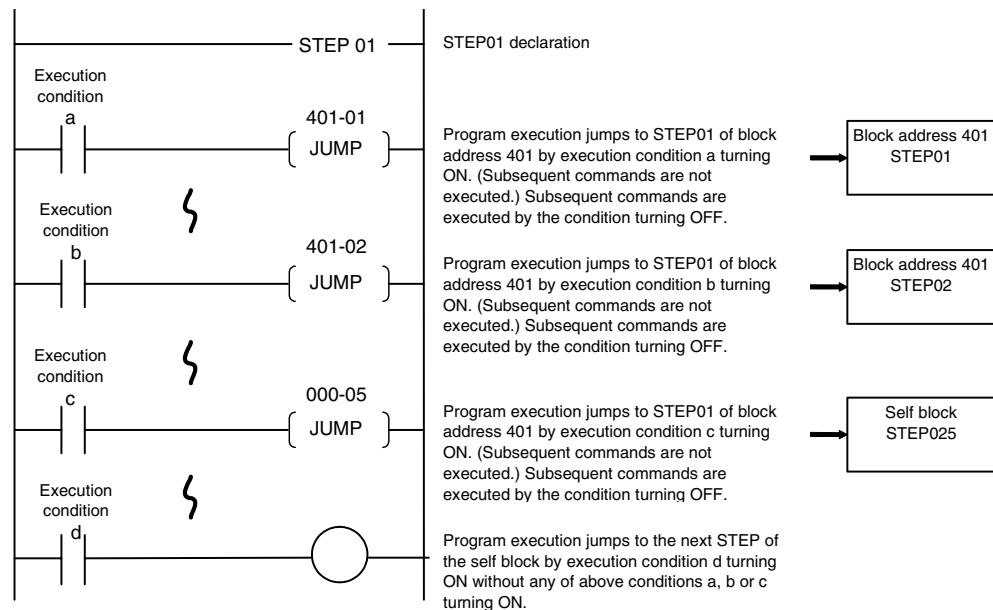 STEP 01
STEP01 declaration
Execution
condition
a
401-01
JUMP
Program execution jumps to STEP01 of block
address 401 by execution condition a turning
ON. (Subsequent commands are not
executed.) Subsequent commands are
executed by the condition turning OFF.
Block address 401
STEP01
Execution
condition
b
401-02
JUMP
Program execution jumps to STEP01 of block
address 401 by execution condition b turning
ON. (Subsequent commands are not
executed.) Subsequent commands are
executed by the condition turning OFF.
Block address 401
STEP02
Execution
condition
c
000-05
JUMP
Program execution jumps to STEP01 of block
address 401 by execution condition c turning
ON. (Subsequent commands are not
executed.) Subsequent commands are
executed by the condition turning OFF.
Self block
STEP025
Execution
condition
d
Program execution jumps to the next STEP of
the self block by execution condition d turning
ON without any of above conditions a, b or c
turning ON.